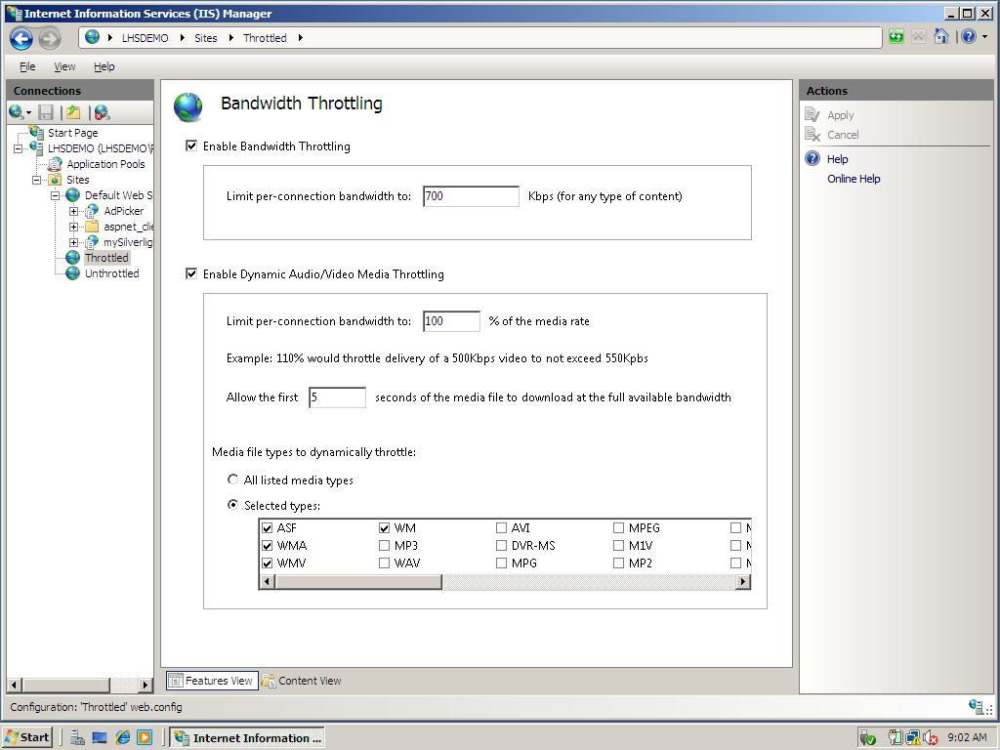 Internet Information Services (IIS) Manager
LHSDEMO Sites Throttled
File View Help
Connections
Start Page
LHSDEMO (LHSDEMO\
Application Pools
Sites
Default Web S
AdPicker
aspnet_clie
mySilverlig
Throttled
Unthrottled
Bandwidth Throttling
Enable Bandwidth Throttling
Limit per-connection bandwidth to: 700 Kbps (for any type of content)
Enable Dynamic Audio/Video Media Throttling
Limit per-connection bandwidth to: 100 % of the media rate
Example: 110% would throttle delivery of a 500Kbps video to not exceed 550Kpbs
Allow the first 5 seconds of the media file to download at the full available bandwidth
Media file types to dynamically throttle:
All listed media types
Selected types:
ASF WM AVI MPEG
WMA MP3 DVR-MS M1V
WMV WAV MPG MP2
Features View Content View
Actions
Apply
Cancel
Help
Online Help
Configuration: 'Throttled' web.config
Start Internet Information ... 9:02 AM